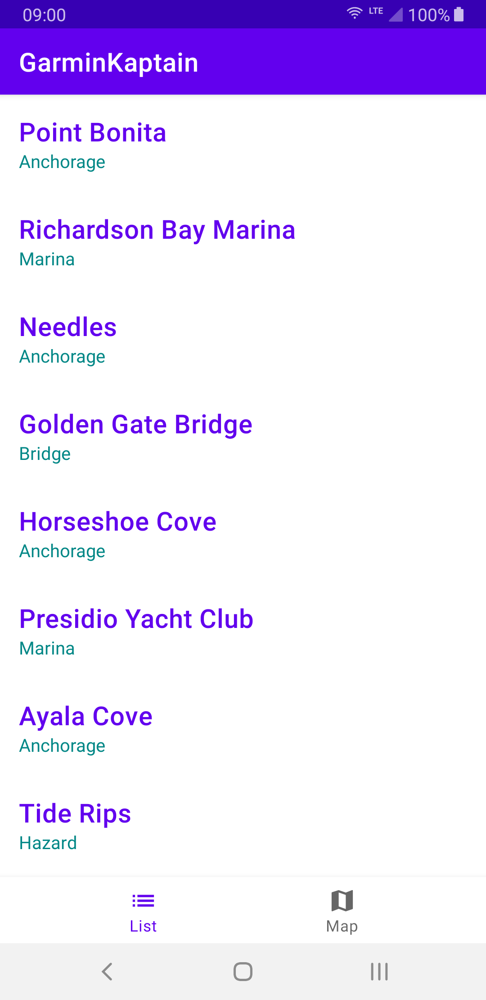 09:00 LTE 100%
GarminKaptain
Point Bonita
Anchorage
Richardson Bay Marina
Marina
Needles
Anchorage
Golden Gate Bridge
Bridge
Horseshoe Cove
Anchorage
Presidio Yacht Club
Marina
Ayala Cove
Anchorage
Tide Rips
Hazard
List Map